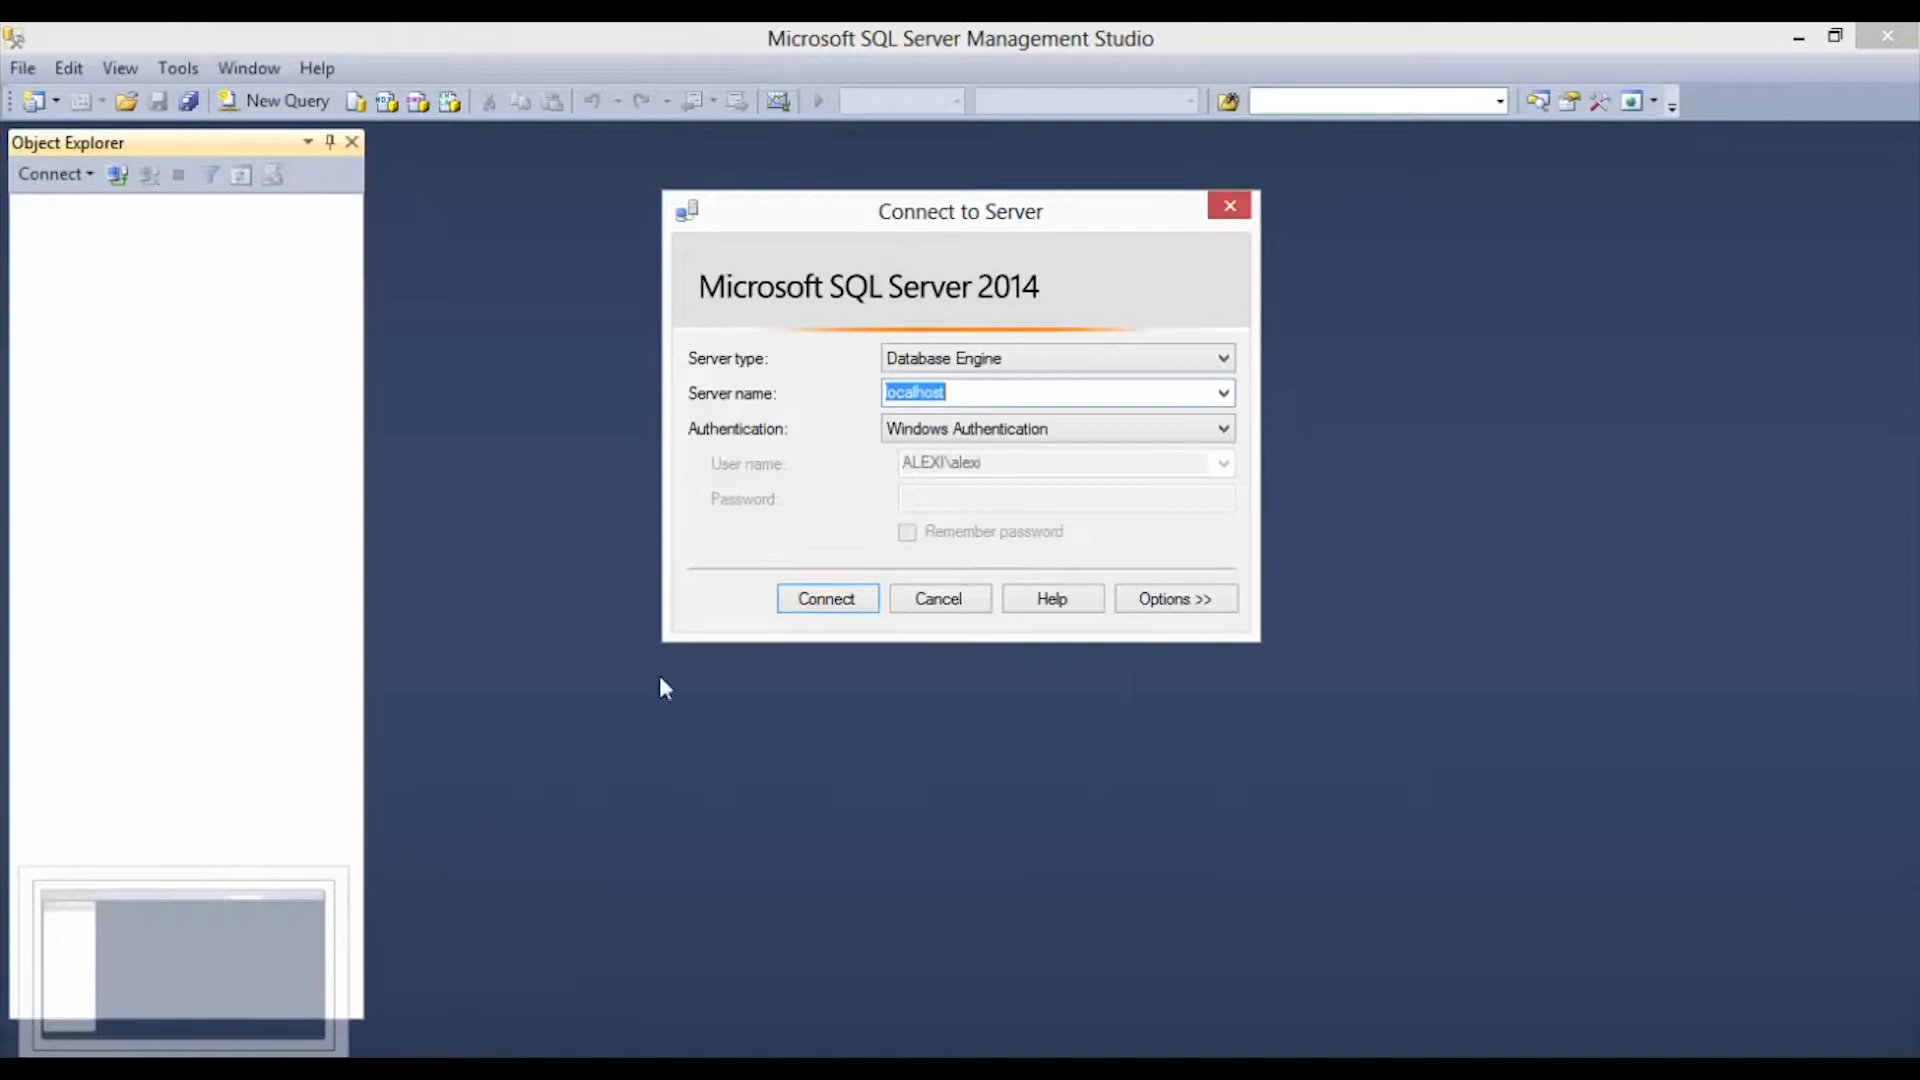 Microsoft SQL Server Management Studio
File Edit View Tools Window Help
New Query
Object Explorer
Connect
Connect to Server
Microsoft SQL Server 2014
Server type: Database Engine
Server name: localhost
Authentication: Windows Authentication
User name: ALEXI\alexi
Password:
Remember password
Connect Cancel Help Options >>